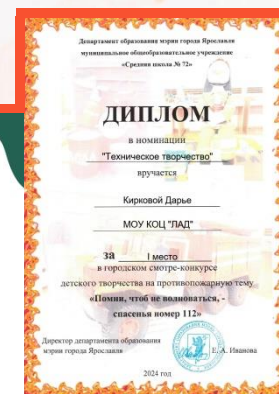 Департамент образования мэрии города Ярославля
муниципальное общеобразовательное учреждение
«Средняя школа № 72»
ДИПЛОМ
в номинации
"Техническое творчество"
вручается
Кирковой Дарье
МОУ КОЦ "ЛАД"
за I место
в городском смотре-конкурсе
детского творчества на противопожарную тему
«Помни, чтоб не волноваться, -
спасенья номер 112»
Директор департамента образования
мэрии города Ярославля Е. А. Иванова
2024 год